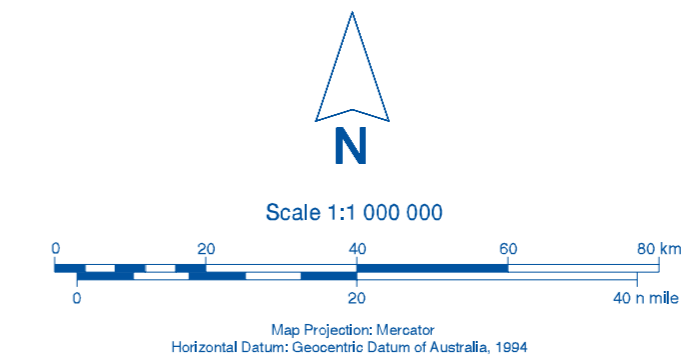 N
Scale 1:1 000 000
0 20 40 60 80 km
0 20 40 n mile
Map Projection: Mercator
Horizontal Datum: Geocentric Datum of Australia, 1994